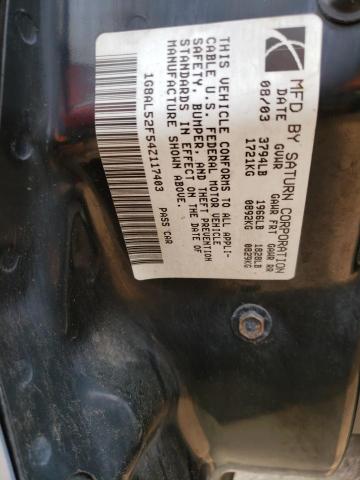 MFD BY SATURN CORPORATION
DATE GVWR GAWR FRT GAWR RR
08/03 3794LB 1966LB 1828LB
1721KG 0892KG 0829KG
THIS VEHICLE CONFORMS TO ALL APPLI-
CABLE U.S. FEDERAL MOTOR VEHICLE
SAFETY, BUMPER, AND THEFT PREVENTION
STANDARDS IN EFFECT ON THE DATE OF
MANUFACTURE SHOWN ABOVE.
1G8AL52F54Z117403 PASS CAR